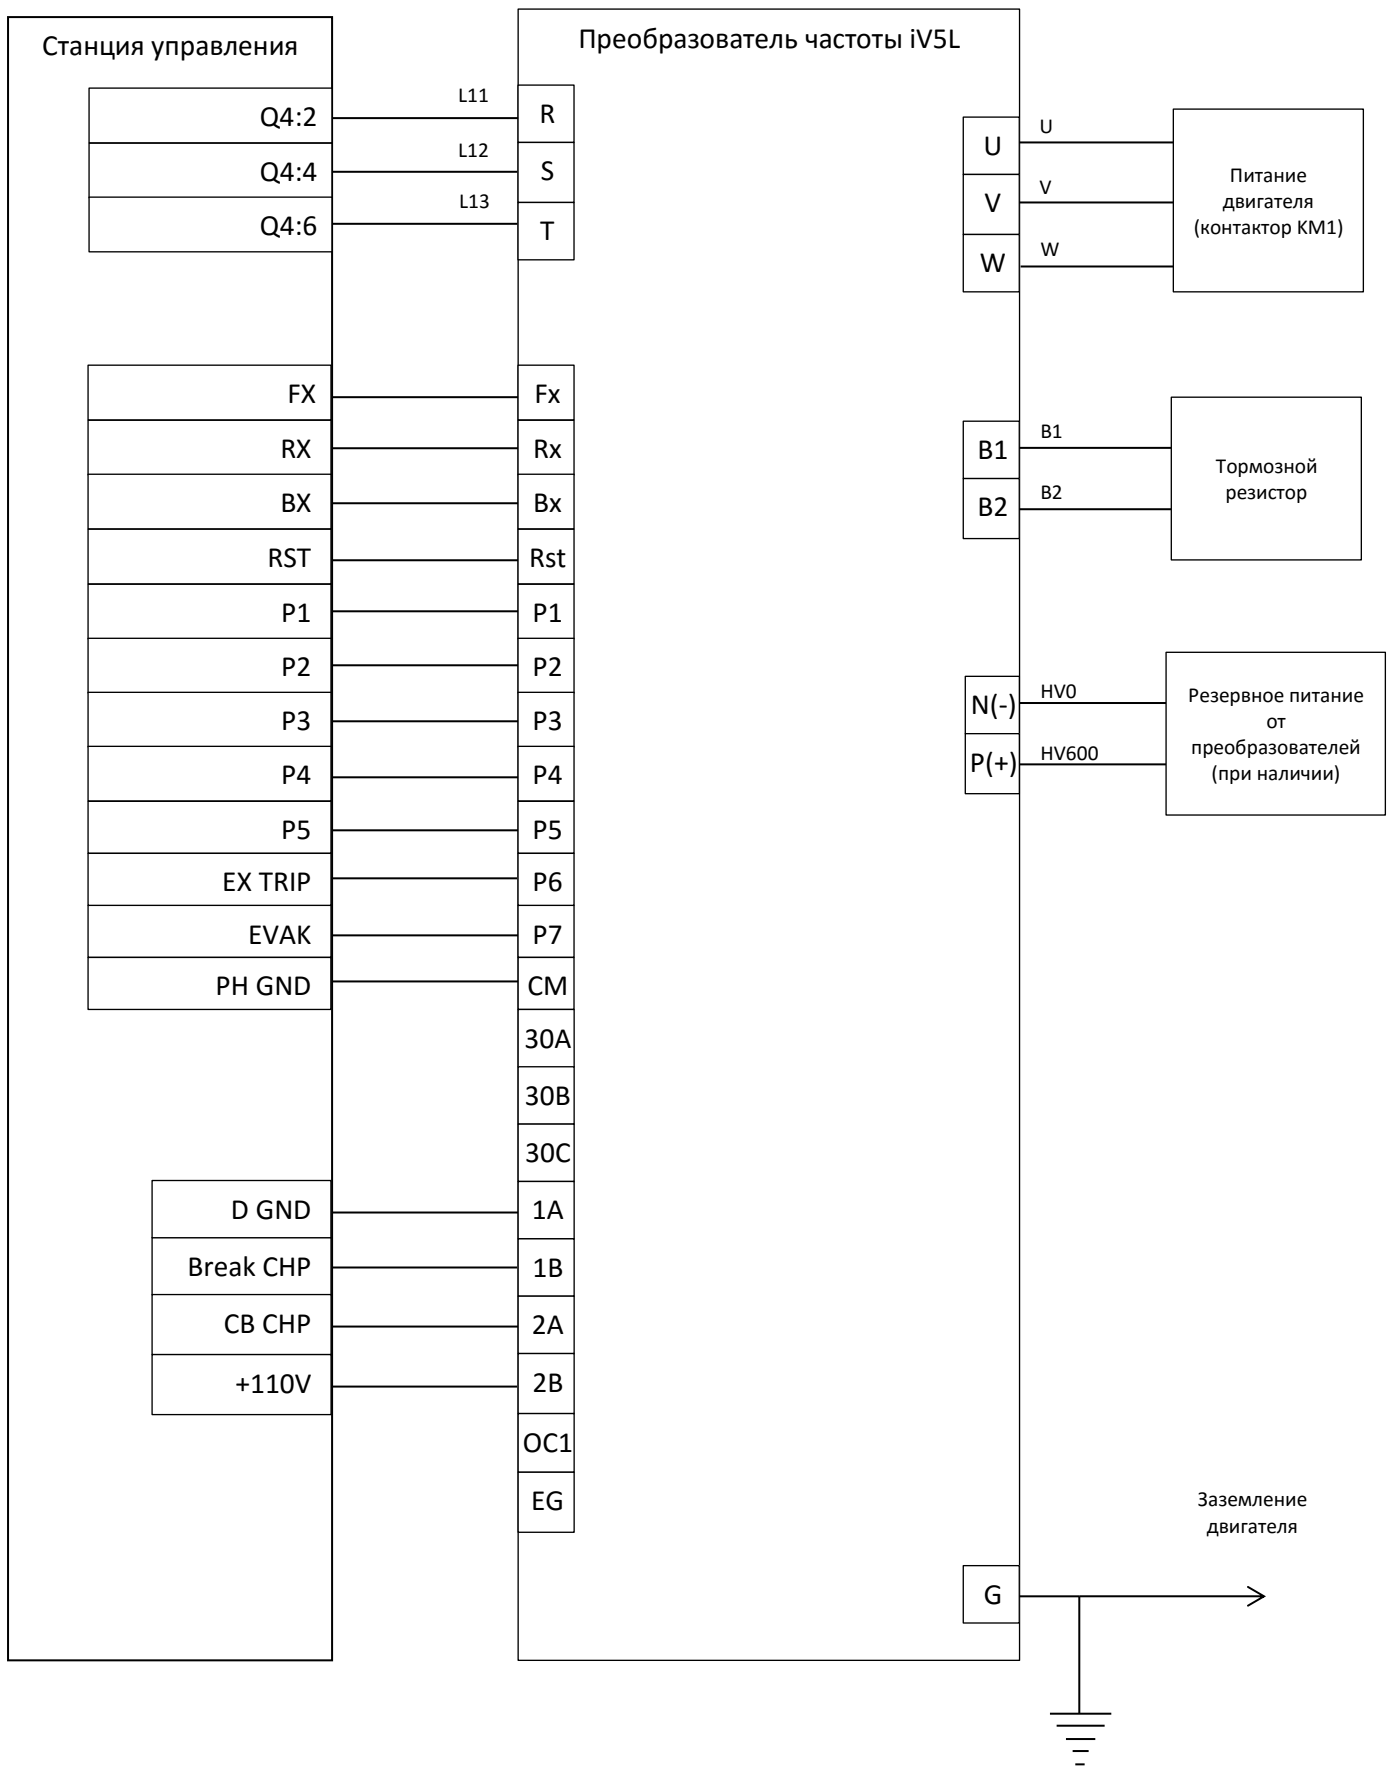 Станция управления
Преобразователь частоты iV5L
Q4:2
L11
R
Q4:4
L12
S
Q4:6
L13
T
U
U
V
V
W
W
Питание
двигателя
(контактор KM1)
FX
Fx
RX
Rx
BX
Bx
RST
Rst
P1
P1
P2
P2
P3
P3
P4
P4
P5
P5
EX TRIP
P6
EVAK
P7
PH GND
CM
30A
30B
30C
D GND
1A
Break CHP
1B
CB CHP
2A
+110V
2B
OC1
EG
B1
B1
B2
B2
Тормозной
резистор
N(-)
HV0
P(+)
HV600
Резервное питание
от
преобразователей
(при наличии)
Заземление
двигателя
G